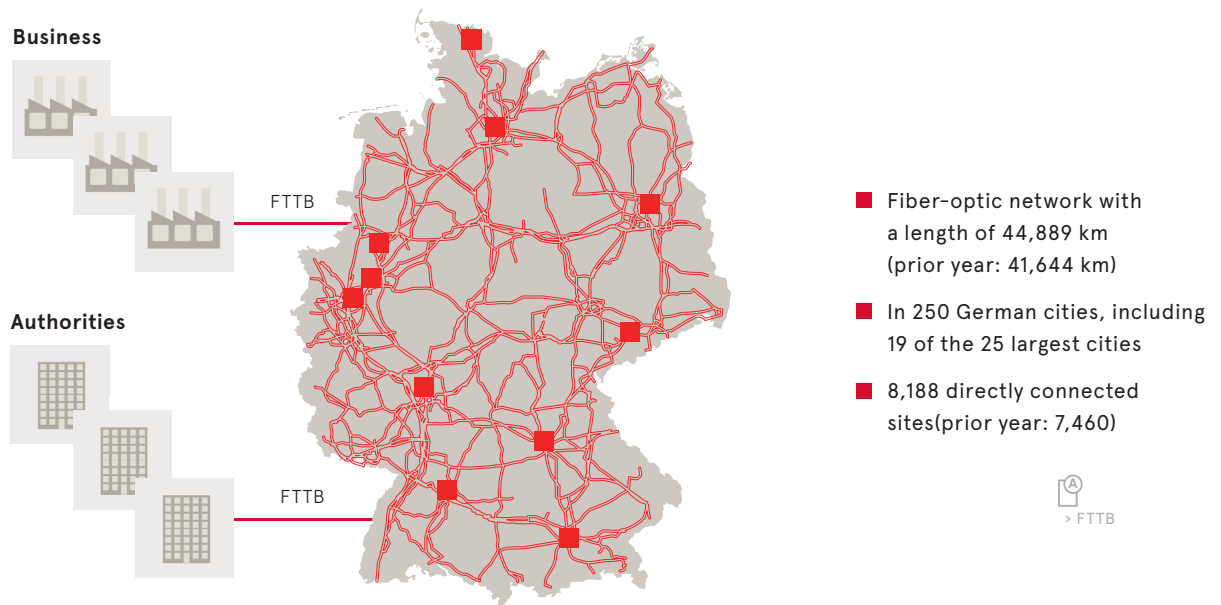 Business
FTTB
Authorities
FTTB
Fiber-optic network with
a length of 44,889 km
(prior year: 41,644 km)
In 250 German cities, including
19 of the 25 largest cities
8,188 directly connected
sites(prior year: 7,460)
A
> FTTB